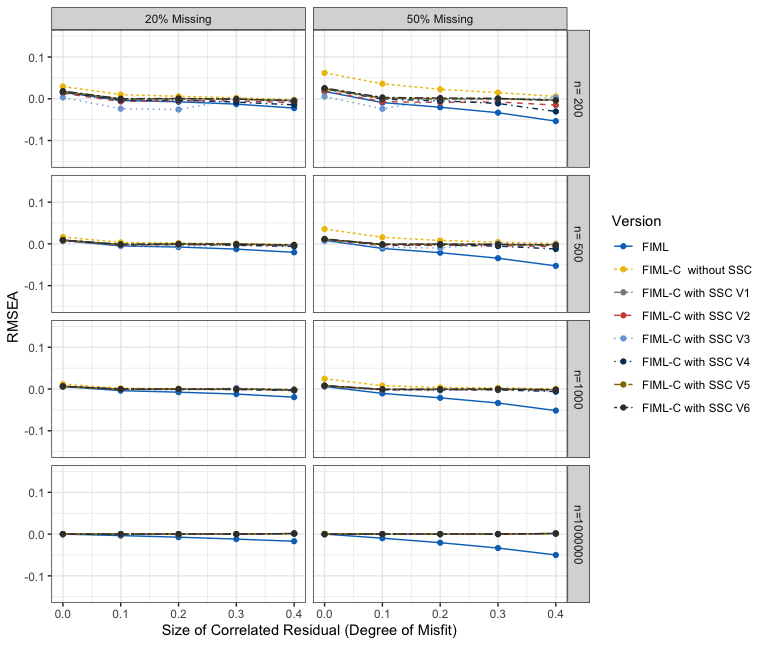 20% Missing
50% Missing
0.1
0.0
-0.1
n= 200
0.1
0.0
-0.1
n= 500
0.1
0.0
-0.1
n=1000
0.1
0.0
-0.1
n=1000000
0.0 0.1 0.2 0.3 0.4
0.0 0.1 0.2 0.3 0.4
Size of Correlated Residual (Degree of Misfit)
RMSEA
Version
FIML
FIML-C without SSC
FIML-C with SSC V1
FIML-C with SSC V2
FIML-C with SSC V3
FIML-C with SSC V4
FIML-C with SSC V5
FIML-C with SSC V6